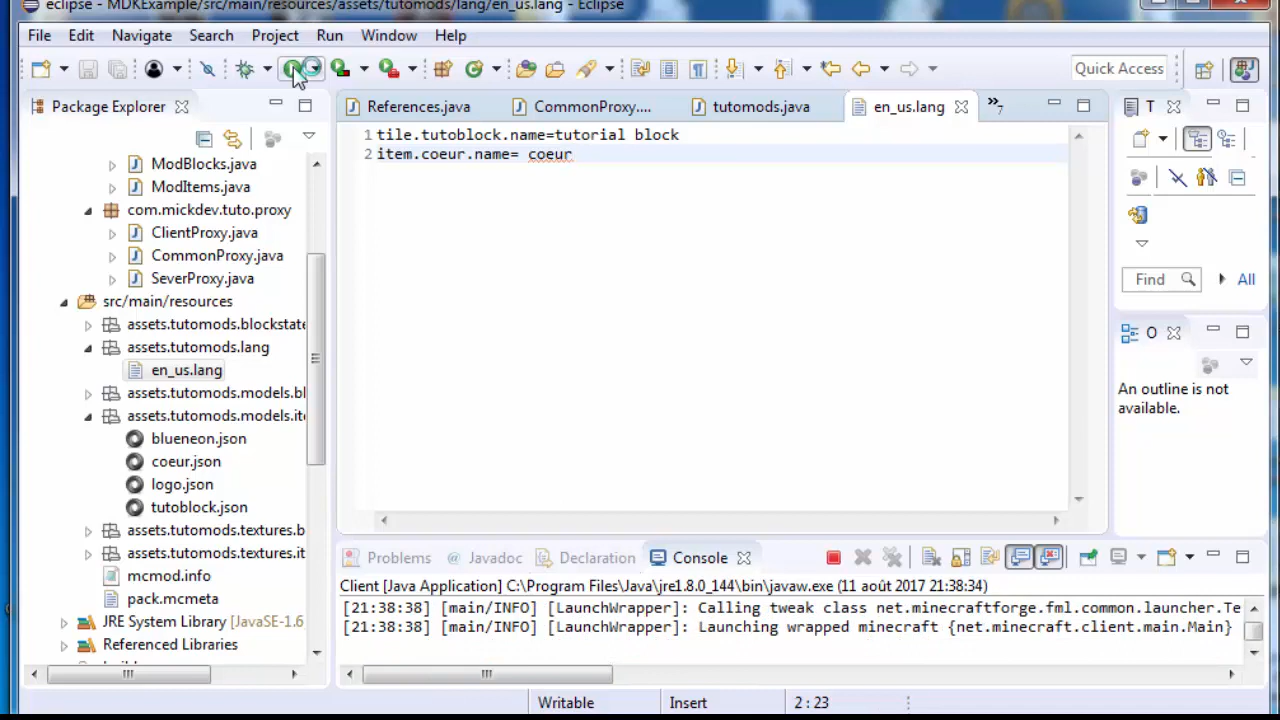 eclipse - MDKExample/src/main/resources/assets/tutomods/lang/en_us.lang - Eclipse
File Edit Navigate Search Project Run Window Help
Quick Access
Package Explorer
References.java
CommonProxy....
tutomods.java
en_us.lang
7
T
1 tile.tutoblock.name=tutorial block
2 item.coeur.name= coeur
ModBlocks.java
ModItems.java
com.mickdev.tuto.proxy
ClientProxy.java
CommonProxy.java
SeverProxy.java
src/main/resources
assets.tutomods.blockstate
assets.tutomods.lang
en_us.lang
assets.tutomods.models.bl
assets.tutomods.models.ite
blueneon.json
coeur.json
logo.json
tutoblock.json
assets.tutomods.textures.b
assets.tutomods.textures.it
mcmod.info
pack.mcmeta
JRE System Library [JavaSE-1.6
Referenced Libraries
Find
All
O
An outline is not
available.
Problems
Javadoc
Declaration
Console
Client [Java Application] C:\Program Files\Java\jre1.8.0_144\bin\javaw.exe (11 août 2017 21:38:34)
[21:38:38] [main/INFO] [LaunchWrapper]: Calling tweak class net.minecraftforge.fml.common.launcher.Te
[21:38:38] [main/INFO] [LaunchWrapper]: Launching wrapped minecraft {net.minecraft.client.main.Main}
Writable
Insert
2 : 23